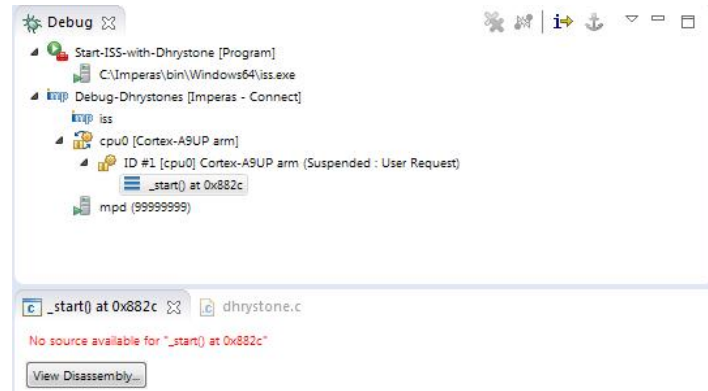 Debug
Start-ISS-with-Dhrystone [Program]
C:\Imperas\bin\Windows64\iss.exe
imp Debug-Dhrystones [Imperas - Connect]
imp iss
cpu0 [Cortex-A9UP arm]
ID #1 [cpu0] Cortex-A9UP arm (Suspended : User Request)
_start() at 0x882c
mpd (99999999)
c _start() at 0x882c c dhrystone.c
No source available for "_start() at 0x882c"
View Disassembly...